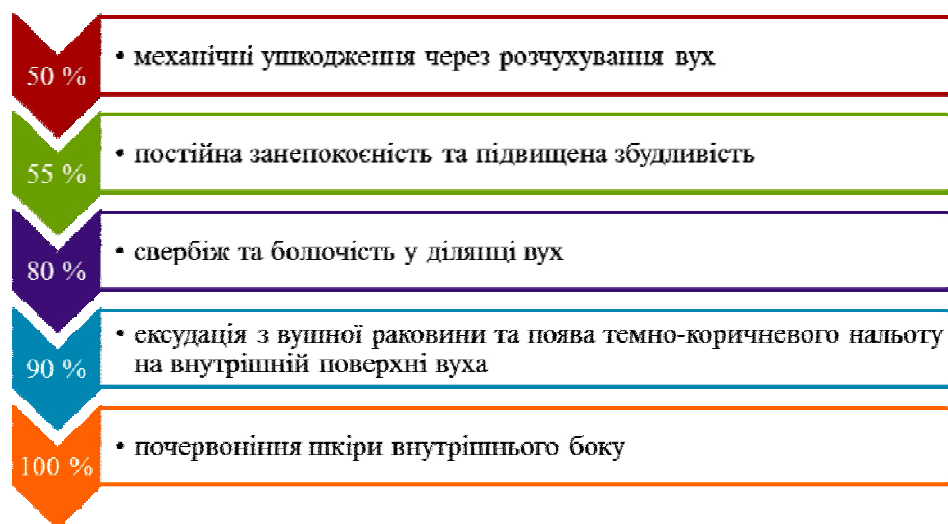 50 %
• механічні ушкодження через розчухування вух
55 %
• постійна занепокоєність та підвищена збудливість
80 %
• свербіж та болючість у ділянці вух
90 %
• ексудація з вушної раковини та поява темно-коричневого нальоту
на внутрішній поверхні вуха
100 %
• почервоніння шкіри внутрішнього боку